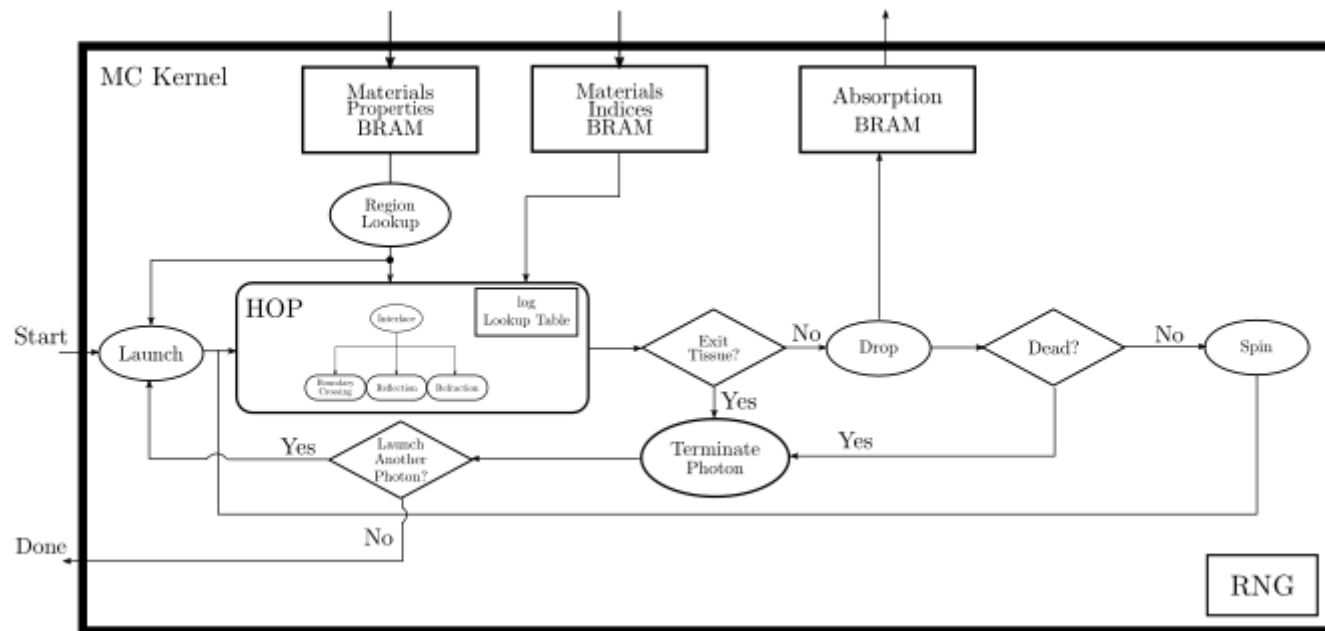 MC Kernel
Materials
Properties
BRAM
Materials
Indices
BRAM
Absorption
BRAM
Region
Lookup
HOP
log
Lookup Table
Interface
Boundary
Crossing
Reflection
Refraction
Start
Launch
Exit
Tissue?
No
Drop
Dead?
No
Spin
Yes
Yes
Terminate
Photon
Launch
Another
Photon?
Yes
No
Done
RNG